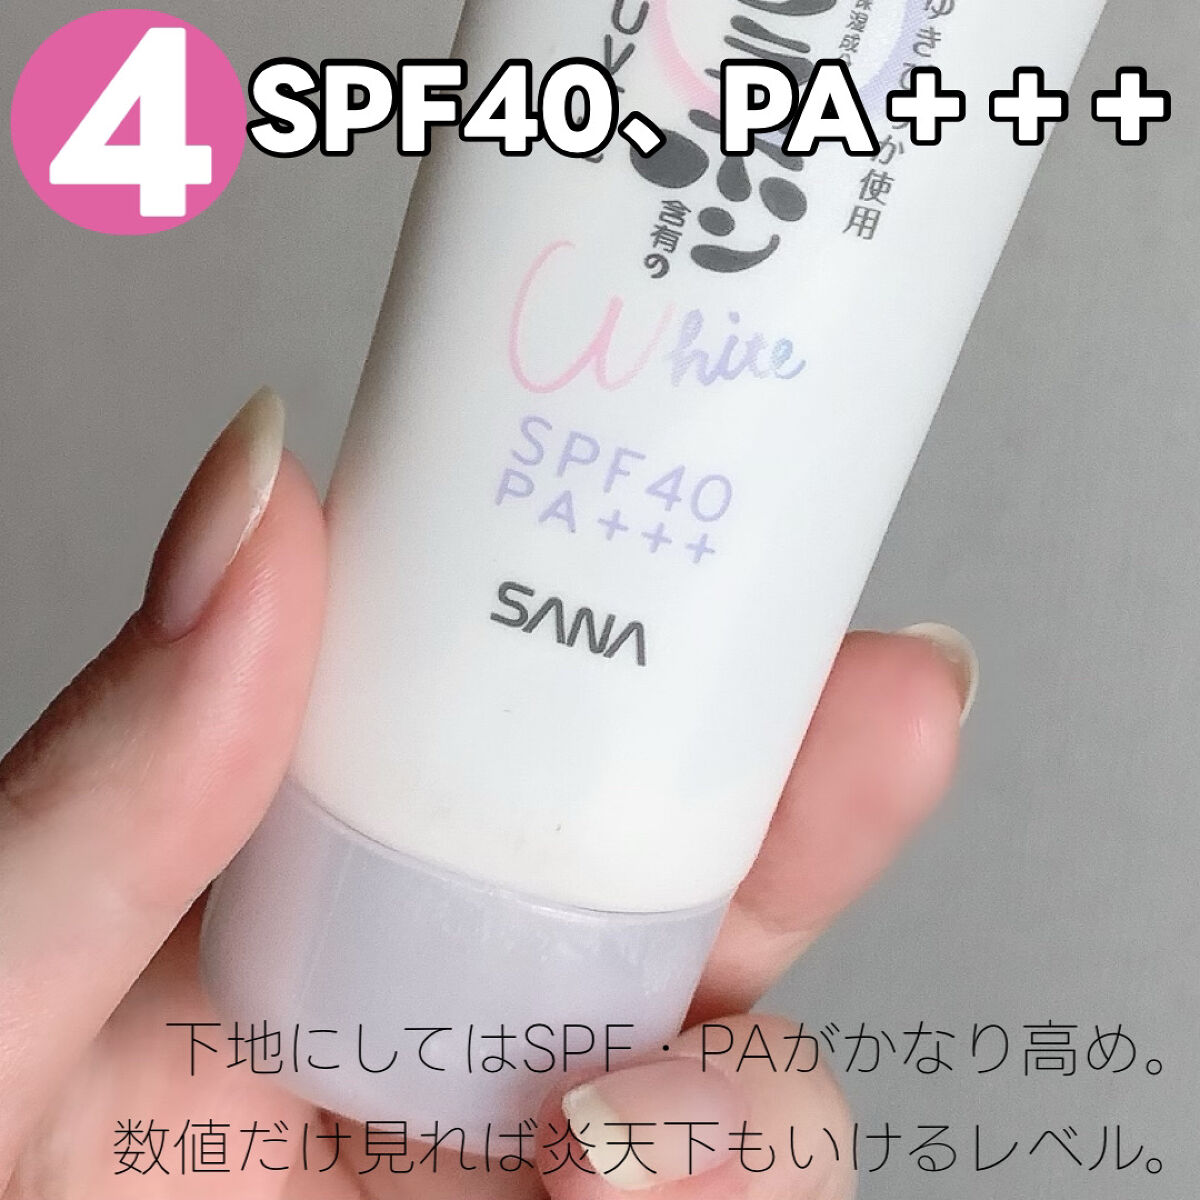 4
SPF40、PA+++
ゆき
か使用
含有の
White
SPF40
PA+++
SANA
下地にしてはSPF・PAがかなり高め。
数値だけ見れば炎天下もいけるレベル。